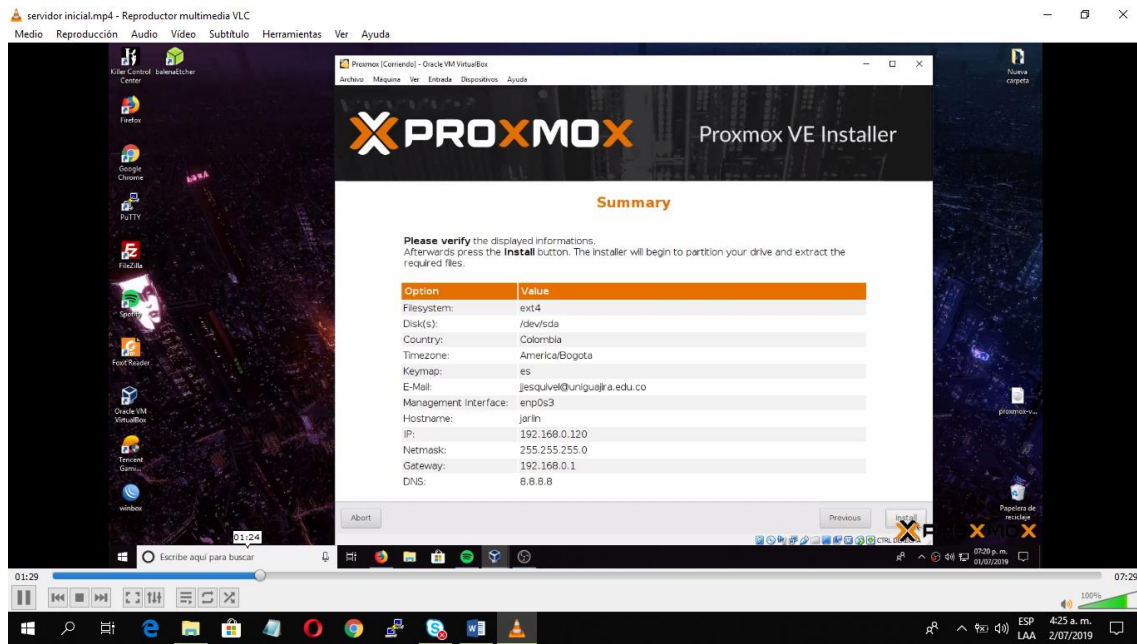 servidor inicial.mp4 - Reproductor multimedia VLC
Medio Reproducción Audio Vídeo Subtítulo Herramientas Ver Ayuda
Killer Control Center
balenaEtcher
Firefox
Google Chrome
PuTTY
FileZilla
Spotify
Foxit Reader
Oracle VM VirtualBox
Tencent Gami...
winbox
Nueva carpeta
proxmox-v...
Papelera de reciclaje
Proxmox [Corriendo] - Oracle VM VirtualBox
Archivo Máquina Ver Entrada Dispositivos Ayuda
PROXMOX
Proxmox VE Installer
Summary
Please verify the displayed informations.
Afterwards press the Install button. The installer will begin to partition your drive and extract the
required files.
Option Value
Filesystem: ext4
Disk(s): /dev/sda
Country: Colombia
Timezone: America/Bogota
Keymap: es
E-Mail: jjesquivel@uniguajira.edu.co
Management Interface: enp0s3
Hostname: jarlin
IP: 192.168.0.120
Netmask: 255.255.255.0
Gateway: 192.168.0.1
DNS: 8.8.8.8
Abort Previous Install
01:24
Escribe aquí para buscar
07:20 p. m.
01/07/2019
01:29 07:29
100%
ESP
LAA
4:25 a. m.
2/07/2019